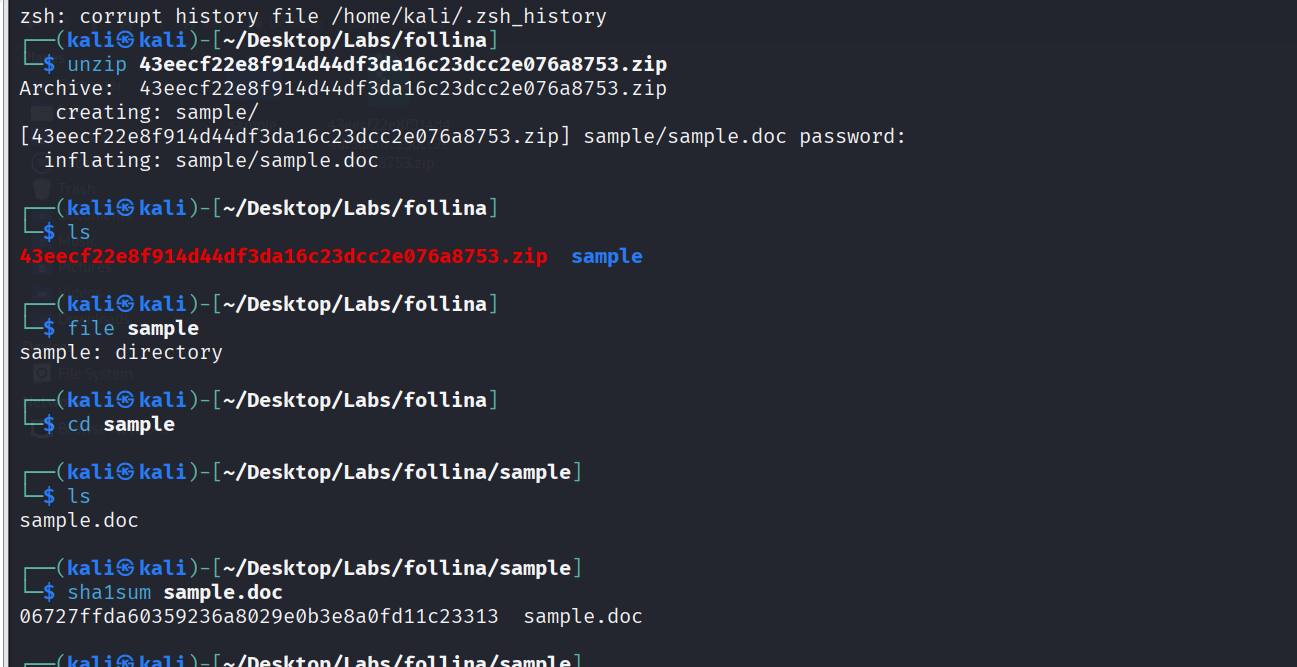 zsh: corrupt history file /home/kali/.zsh_history
┌──(kali㉿kali)-[~/Desktop/Labs/follina]
└─$ unzip 43eecf22e8f914d44df3da16c23dcc2e076a8753.zip
Archive:  43eecf22e8f914d44df3da16c23dcc2e076a8753.zip
   creating: sample/
[43eecf22e8f914d44df3da16c23dcc2e076a8753.zip] sample/sample.doc password:
  inflating: sample/sample.doc
┌──(kali㉿kali)-[~/Desktop/Labs/follina]
└─$ ls
43eecf22e8f914d44df3da16c23dcc2e076a8753.zip  sample
┌──(kali㉿kali)-[~/Desktop/Labs/follina]
└─$ file sample
sample: directory
┌──(kali㉿kali)-[~/Desktop/Labs/follina]
└─$ cd sample
┌──(kali㉿kali)-[~/Desktop/Labs/follina/sample]
└─$ ls
sample.doc
┌──(kali㉿kali)-[~/Desktop/Labs/follina/sample]
└─$ sha1sum sample.doc
06727ffda60359236a8029e0b3e8a0fd11c23313  sample.doc
┌──(kali㉿kali)-[~/Desktop/Labs/follina/sample]